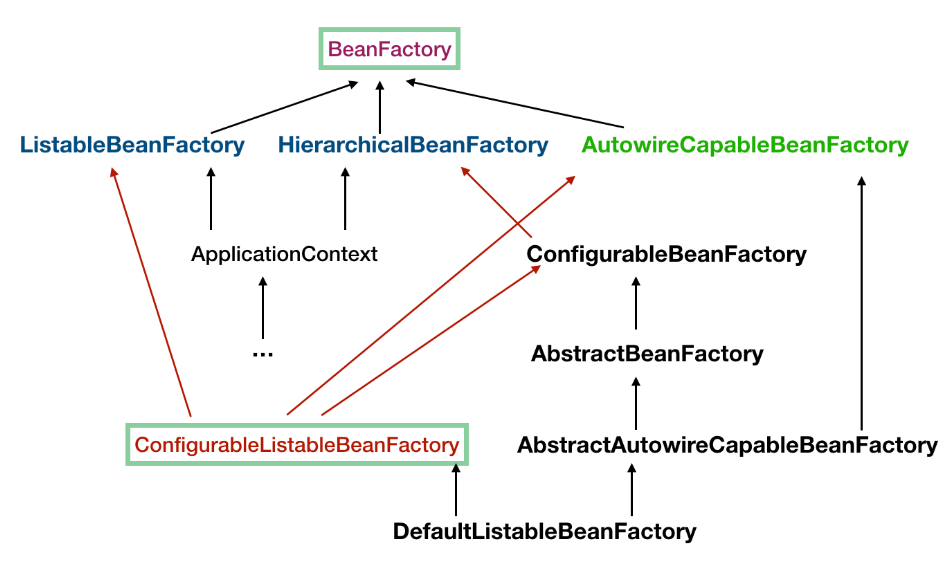 BeanFactory
ListableBeanFactory
HierarchicalBeanFactory
AutowireCapableBeanFactory
ApplicationContext
ConfigurableBeanFactory
...
AbstractBeanFactory
ConfigurableListableBeanFactory
AbstractAutowireCapableBeanFactory
DefaultListableBeanFactory